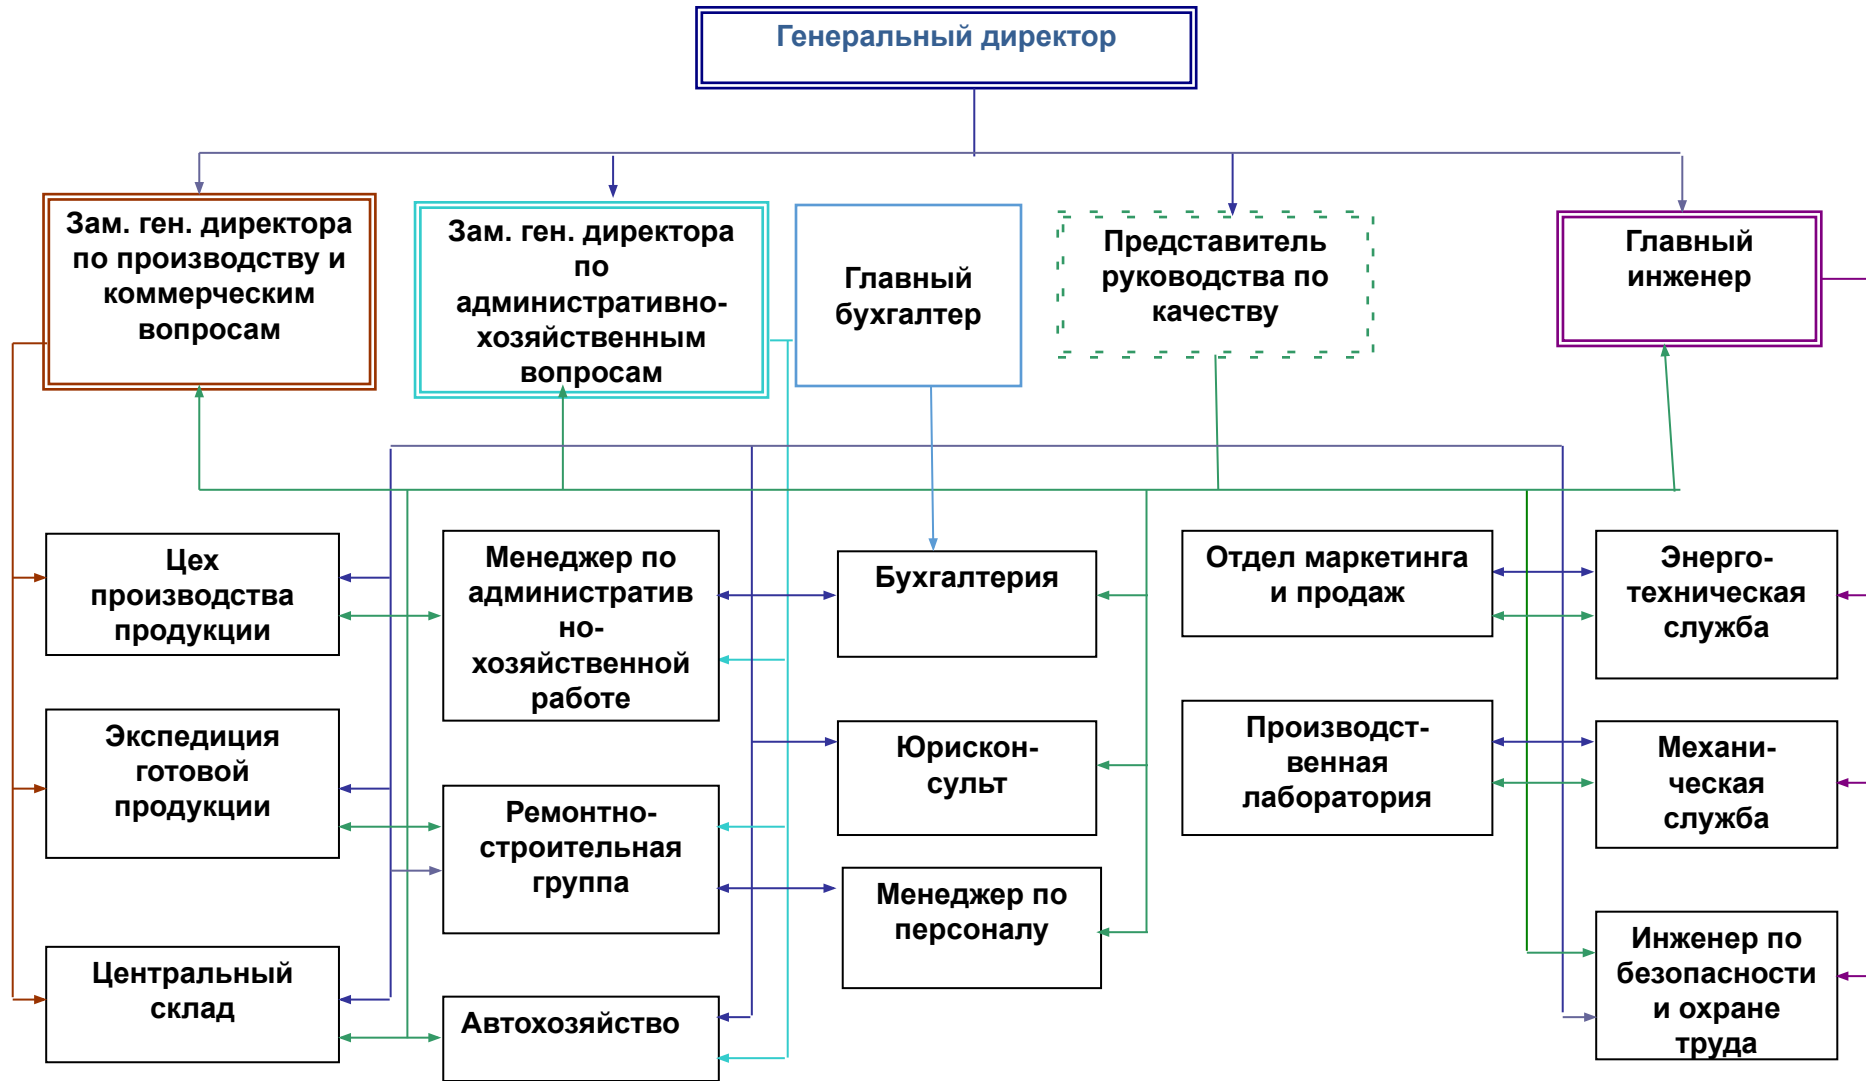 Генеральный директор
Зам. ген. директора
по производству и
коммерческим
вопросам
Зам. ген. директора
по
административно-
хозяйственным
вопросам
Главный
бухгалтер
Представитель
руководства по
качеству
Главный
инженер
Цех
производства
продукции
Менеджер по
административ
но-
хозяйственной
работе
Бухгалтерия
Отдел маркетинга
и продаж
Энерго-
техническая
служба
Экспедиция
готовой
продукции
Ремонтно-
строительная
группа
Юрискон-
сульт
Производст-
венная
лаборатория
Механи-
ческая
служба
Менеджер по
персоналу
Центральный
склад
Автохозяйство
Инженер по
безопасности
и охране
труда